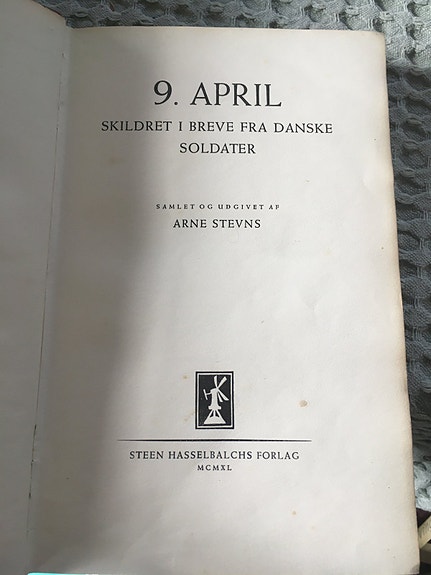 9. APRIL
SKILDRET I BREVE FRA DANSKE
SOLDATER
SAMLET OG UDGIVET AF
ARNE STEVNS
STEEN HASSELBALCHS FORLAG
MCMXL